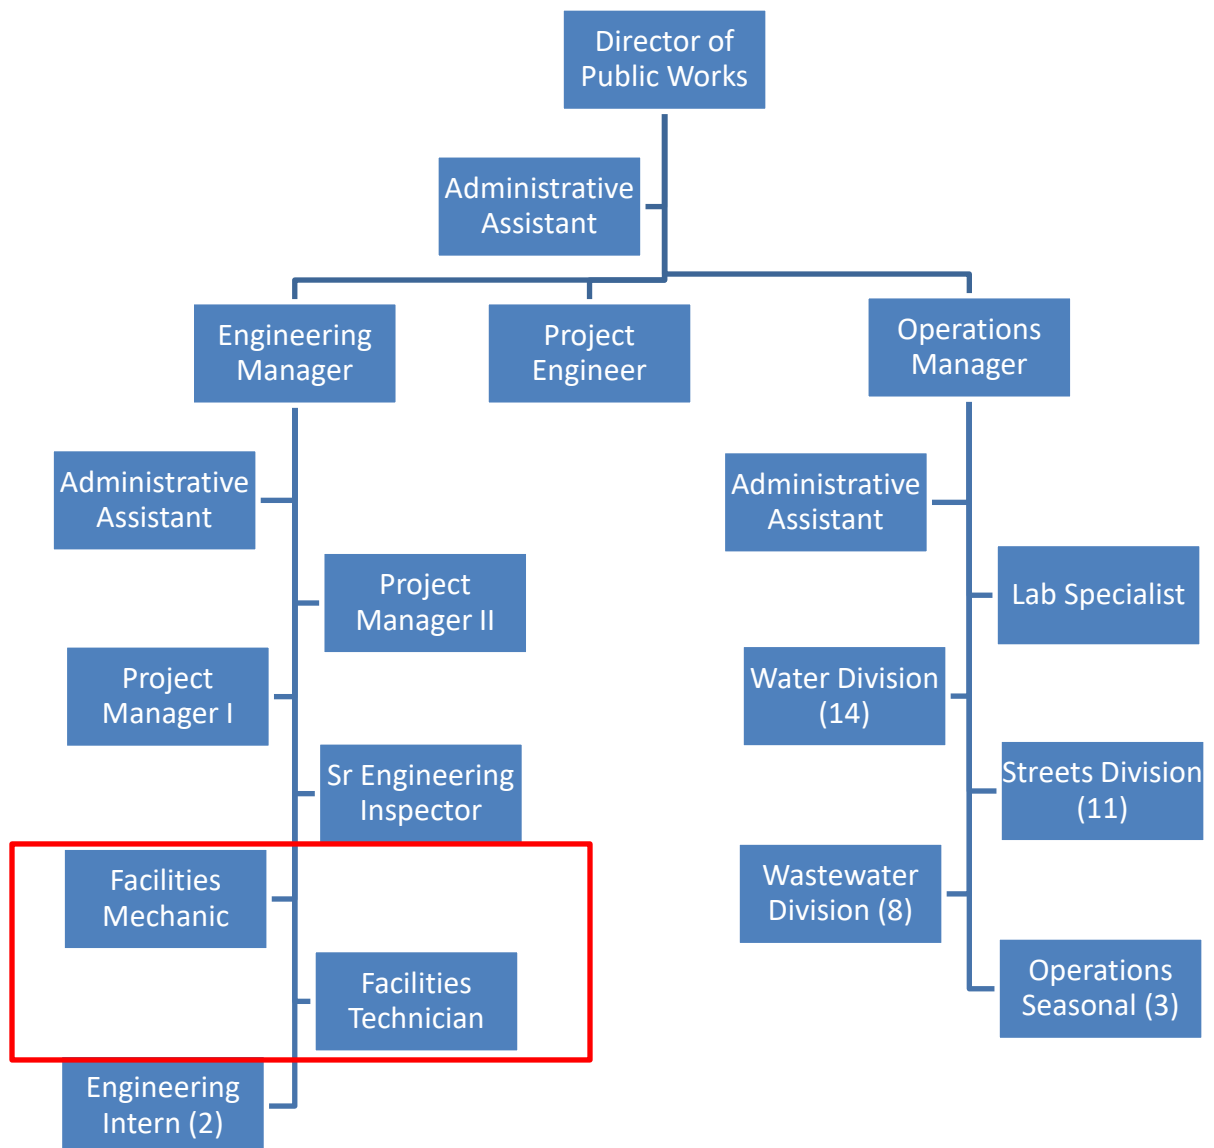 Director of
Public Works
Administrative
Assistant
Engineering
Manager
Project
Engineer
Operations
Manager
Administrative
Assistant
Project
Manager II
Project
Manager I
Sr Engineering
Inspector
Facilities
Mechanic
Facilities
Technician
Engineering
Intern (2)
Administrative
Assistant
Lab Specialist
Water Division
(14)
Streets Division
(11)
Wastewater
Division (8)
Operations
Seasonal (3)